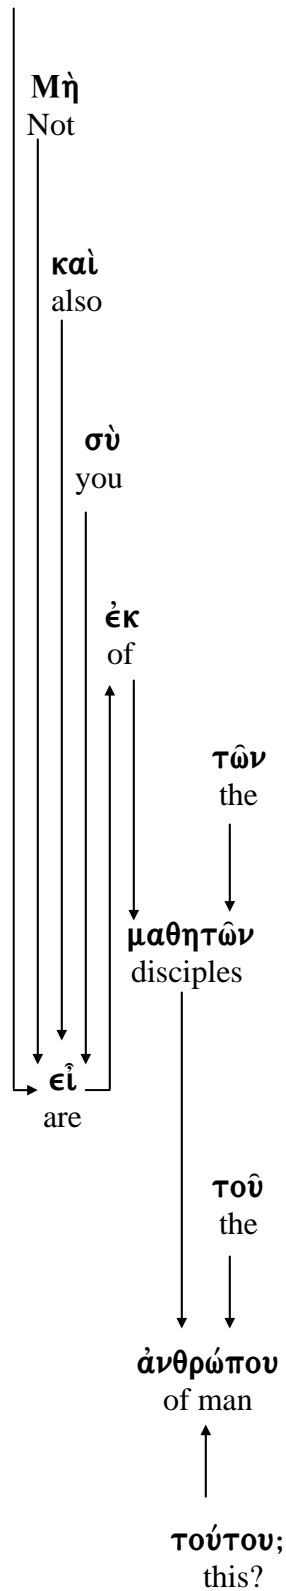 Μὴ
Not
καὶ
also
σὺ
you
ἐκ
of
τῶν
the
μαθητῶν
disciples
εἶ
are
τοῦ
the
ἀνθρώπου
of man
τούτου;
this?